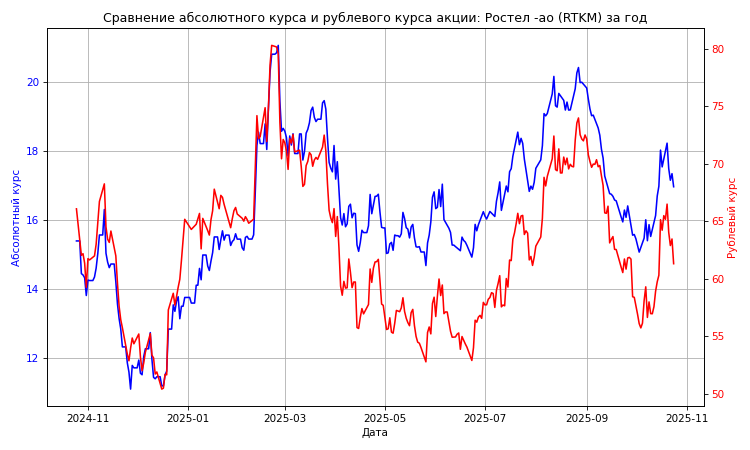 Сравнение абсолютного курса и рублевого курса акции: Ростел -ао (RTKM) за год
Абсолютный курс
20
18
16
14
12
80
75
70
65
60
55
50
Рублевый курс
2024-11 2025-01 2025-03 2025-05 2025-07 2025-09 2025-11
Дата